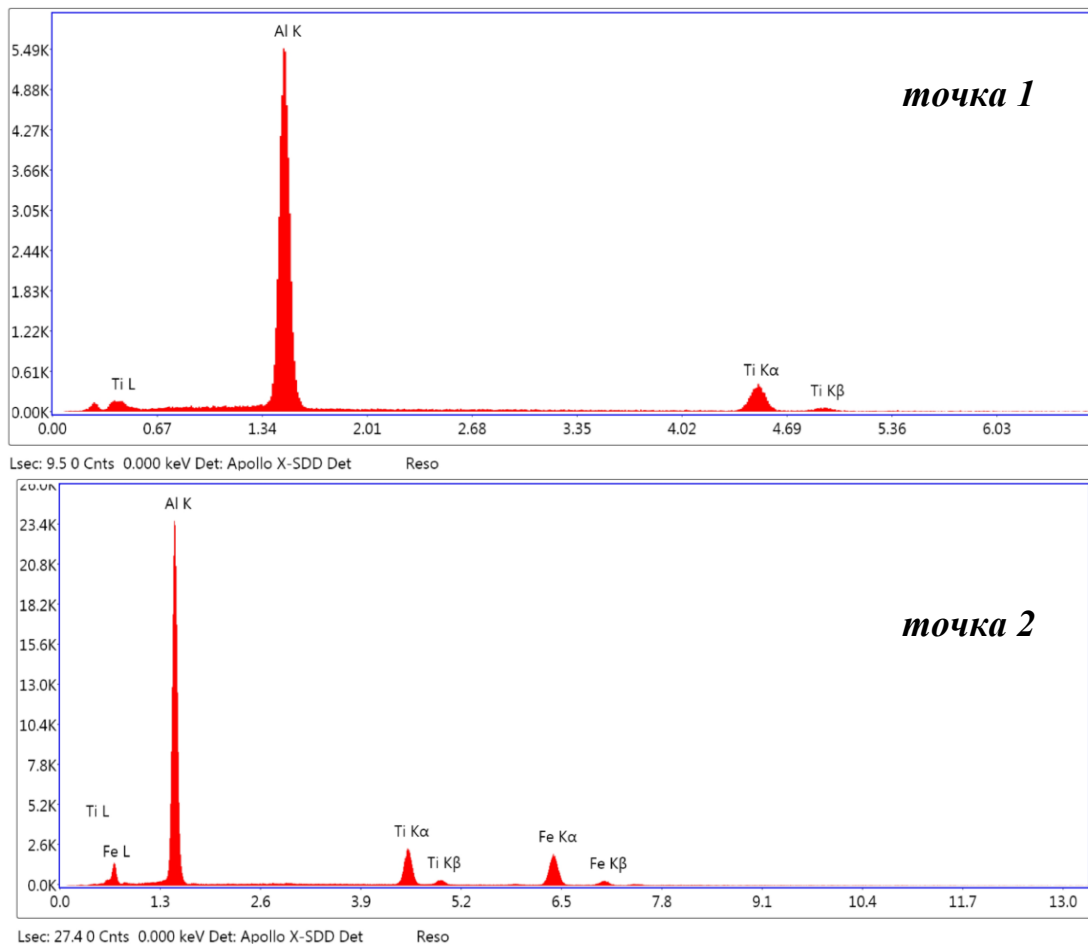 Al K
точка 1
5.49K
4.88K
4.27K
3.66K
3.05K
2.44K
1.83K
1.22K
0.61K
0.00K
Ti L
Ti Kα
Ti Kβ
0.00 0.67 1.34 2.01 2.68 3.35 4.02 4.69 5.36 6.03
Lsec: 9.5 0 Cnts 0.000 keV Det: Apollo X-SDD Det Reso
26.0K
Al K
точка 2
23.4K
20.8K
18.2K
15.6K
13.0K
10.4K
7.8K
5.2K
2.6K
0.0K
Ti L
Fe L
Ti Kα
Ti Kβ
Fe Kα
Fe Kβ
0.0 1.3 2.6 3.9 5.2 6.5 7.8 9.1 10.4 11.7 13.0
Lsec: 27.4 0 Cnts 0.000 keV Det: Apollo X-SDD Det Reso